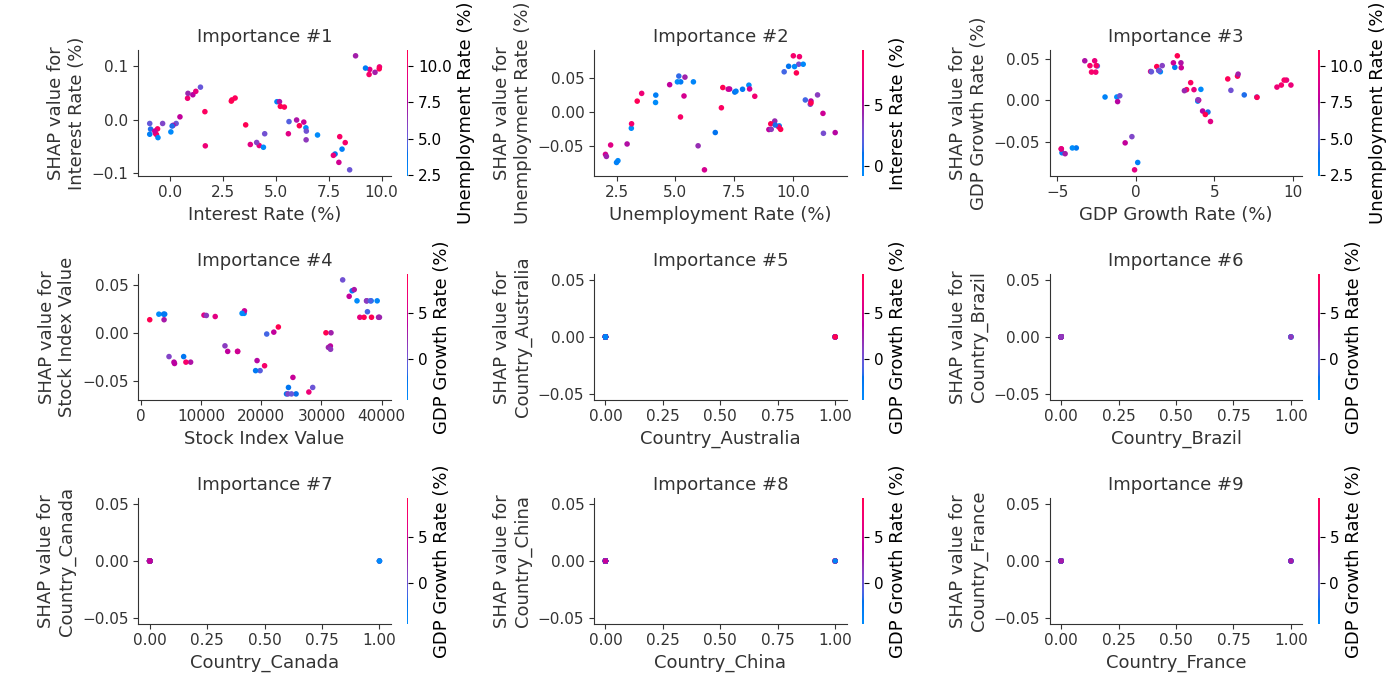 Importance #1
SHAP value for
Interest Rate (%)
0.1
0.0
−0.1
0.0
2.5
5.0
7.5
10.0
Interest Rate (%)
10.0
7.5
5.0
2.5
Unemployment Rate (%)
Importance #2
SHAP value for
Unemployment Rate (%)
0.05
0.00
−0.05
2.5
5.0
7.5
10.0
Unemployment Rate (%)
5
0
Interest Rate (%)
Importance #3
SHAP value for
GDP Growth Rate (%)
0.05
0.00
−0.05
−5
0
5
10
GDP Growth Rate (%)
10.0
7.5
5.0
2.5
Unemployment Rate (%)
Importance #4
SHAP value for
Stock Index Value
0.05
0.00
−0.05
0
10000
20000
30000
40000
Stock Index Value
5
0
GDP Growth Rate (%)
Importance #5
SHAP value for
Country_Australia
0.05
0.00
−0.05
0.00
0.25
0.50
0.75
1.00
Country_Australia
5
0
GDP Growth Rate (%)
Importance #6
SHAP value for
Country_Brazil
0.05
0.00
−0.05
0.00
0.25
0.50
0.75
1.00
Country_Brazil
5
0
GDP Growth Rate (%)
Importance #7
SHAP value for
Country_Canada
0.05
0.00
−0.05
0.00
0.25
0.50
0.75
1.00
Country_Canada
5
0
GDP Growth Rate (%)
Importance #8
SHAP value for
Country_China
0.05
0.00
−0.05
0.00
0.25
0.50
0.75
1.00
Country_China
5
0
GDP Growth Rate (%)
Importance #9
SHAP value for
Country_France
0.05
0.00
−0.05
0.00
0.25
0.50
0.75
1.00
Country_France
5
0
GDP Growth Rate (%)